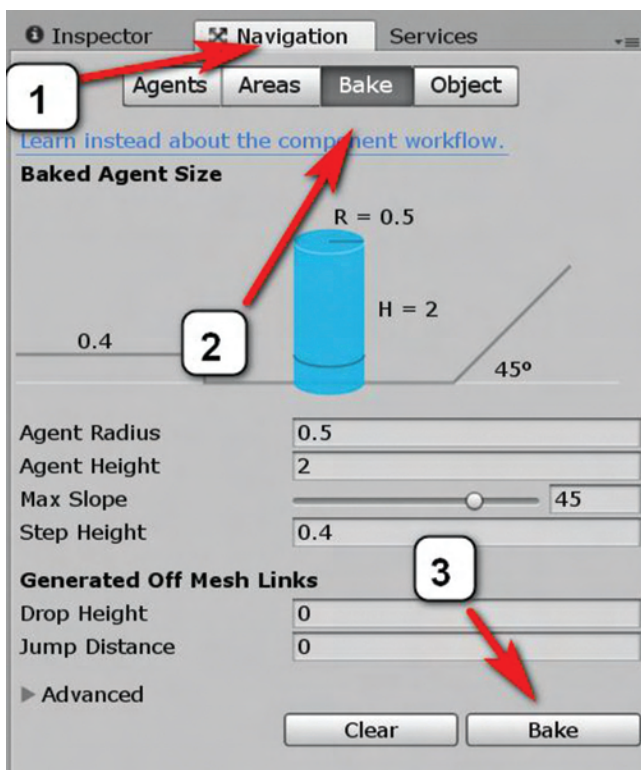 Inspector Navigation Services
1
Agents Areas Bake Object
Learn instead about the component workflow.
Baked Agent Size
R = 0.5
H = 2
2
0.4
45º
Agent Radius 0.5
Agent Height 2
Max Slope 45
Step Height 0.4
Generated Off Mesh Links
3
Drop Height 0
Jump Distance 0
Advanced
Clear Bake